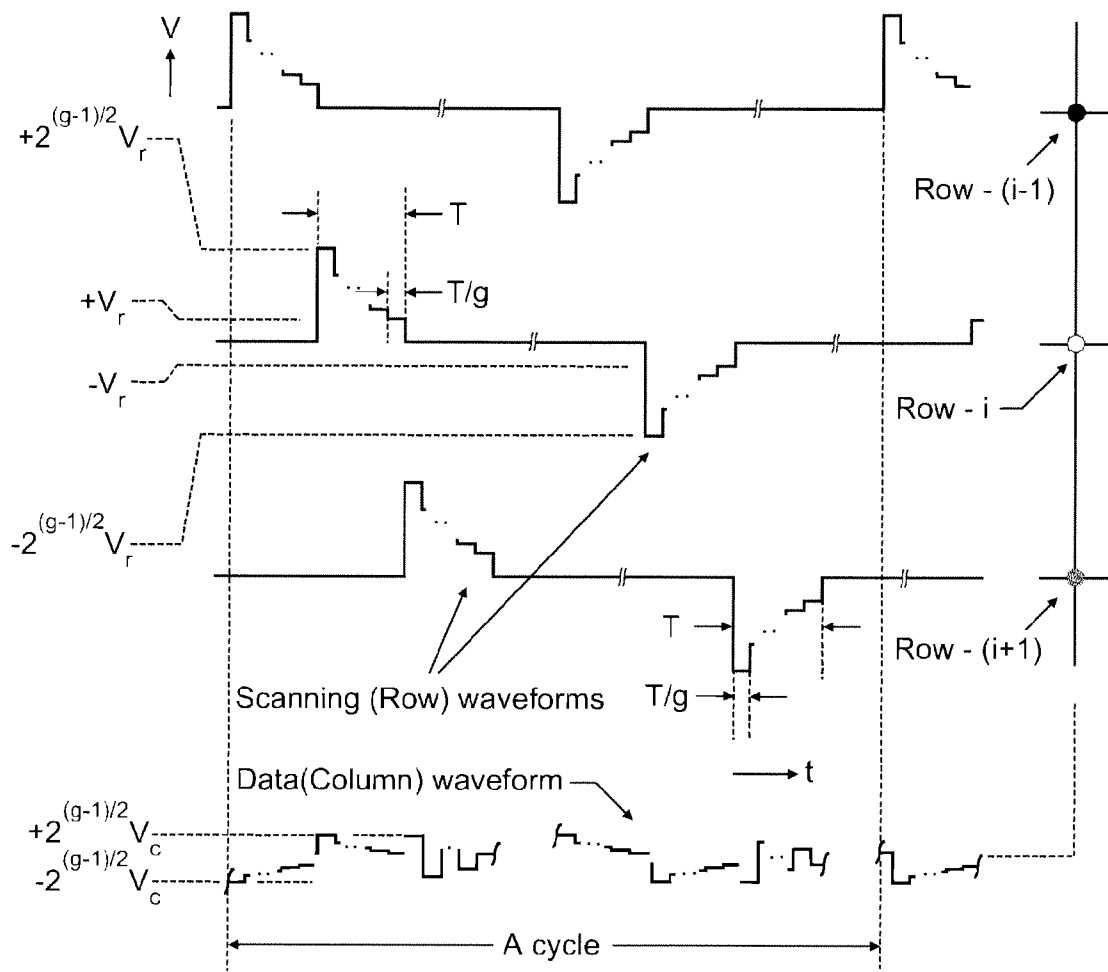 V
+2^(g-1)/2 V_r
Row - (i-1)
T
T/g
+V_r
-V_r
Row - i
-2^(g-1)/2 V_r
T
Row - (i+1)
Scanning (Row) waveforms
T/g
t
Data(Column) waveform
+2^(g-1)/2 V_c
-2^(g-1)/2 V_c
A cycle